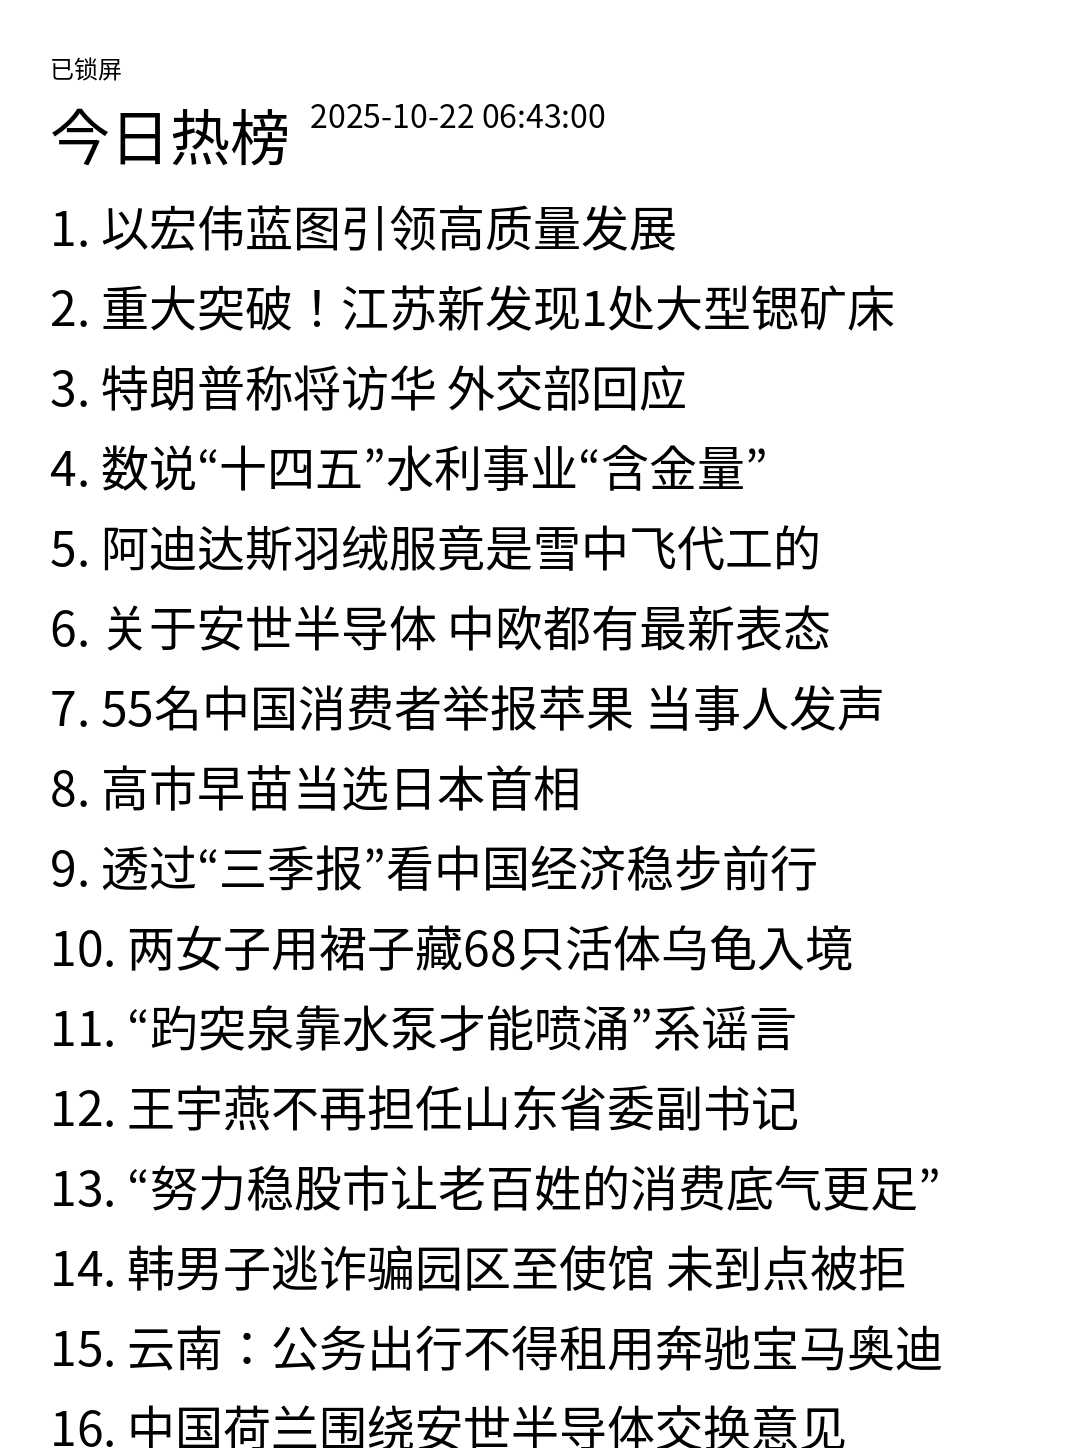 已锁屏
今日热榜 2025-10-22 06:43:00
1. 以宏伟蓝图引领高质量发展
2. 重大突破！江苏新发现1处大型锶矿床
3. 特朗普称将访华 外交部回应
4. 数说“十四五”水利事业“含金量”
5. 阿迪达斯羽绒服竟是雪中飞代工的
6. 关于安世半导体 中欧都有最新表态
7. 55名中国消费者举报苹果 当事人发声
8. 高市早苗当选日本首相
9. 透过“三季报”看中国经济稳步前行
10. 两女子用裙子藏68只活体乌龟入境
11. “趵突泉靠水泵才能喷涌”系谣言
12. 王宇燕不再担任山东省委副书记
13. “努力稳股市让老百姓的消费底气更足”
14. 韩男子逃诈骗园区至使馆 未到点被拒
15. 云南：公务出行不得租用奔驰宝马奥迪
16. 中国荷兰围绕安世半导体交换意见